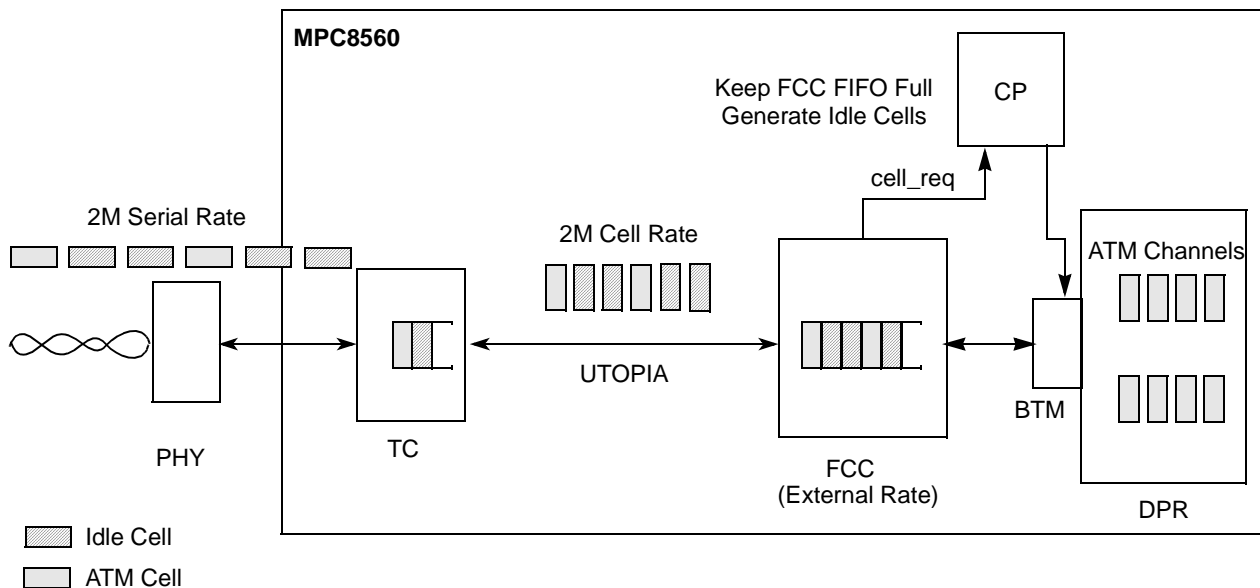 MPC8560
Keep FCC FIFO Full
Generate Idle Cells
CP
cell_req
2M Serial Rate
2M Cell Rate
ATM Channels
UTOPIA
BTM
PHY
TC
FCC
(External Rate)
DPR
Idle Cell
ATM Cell